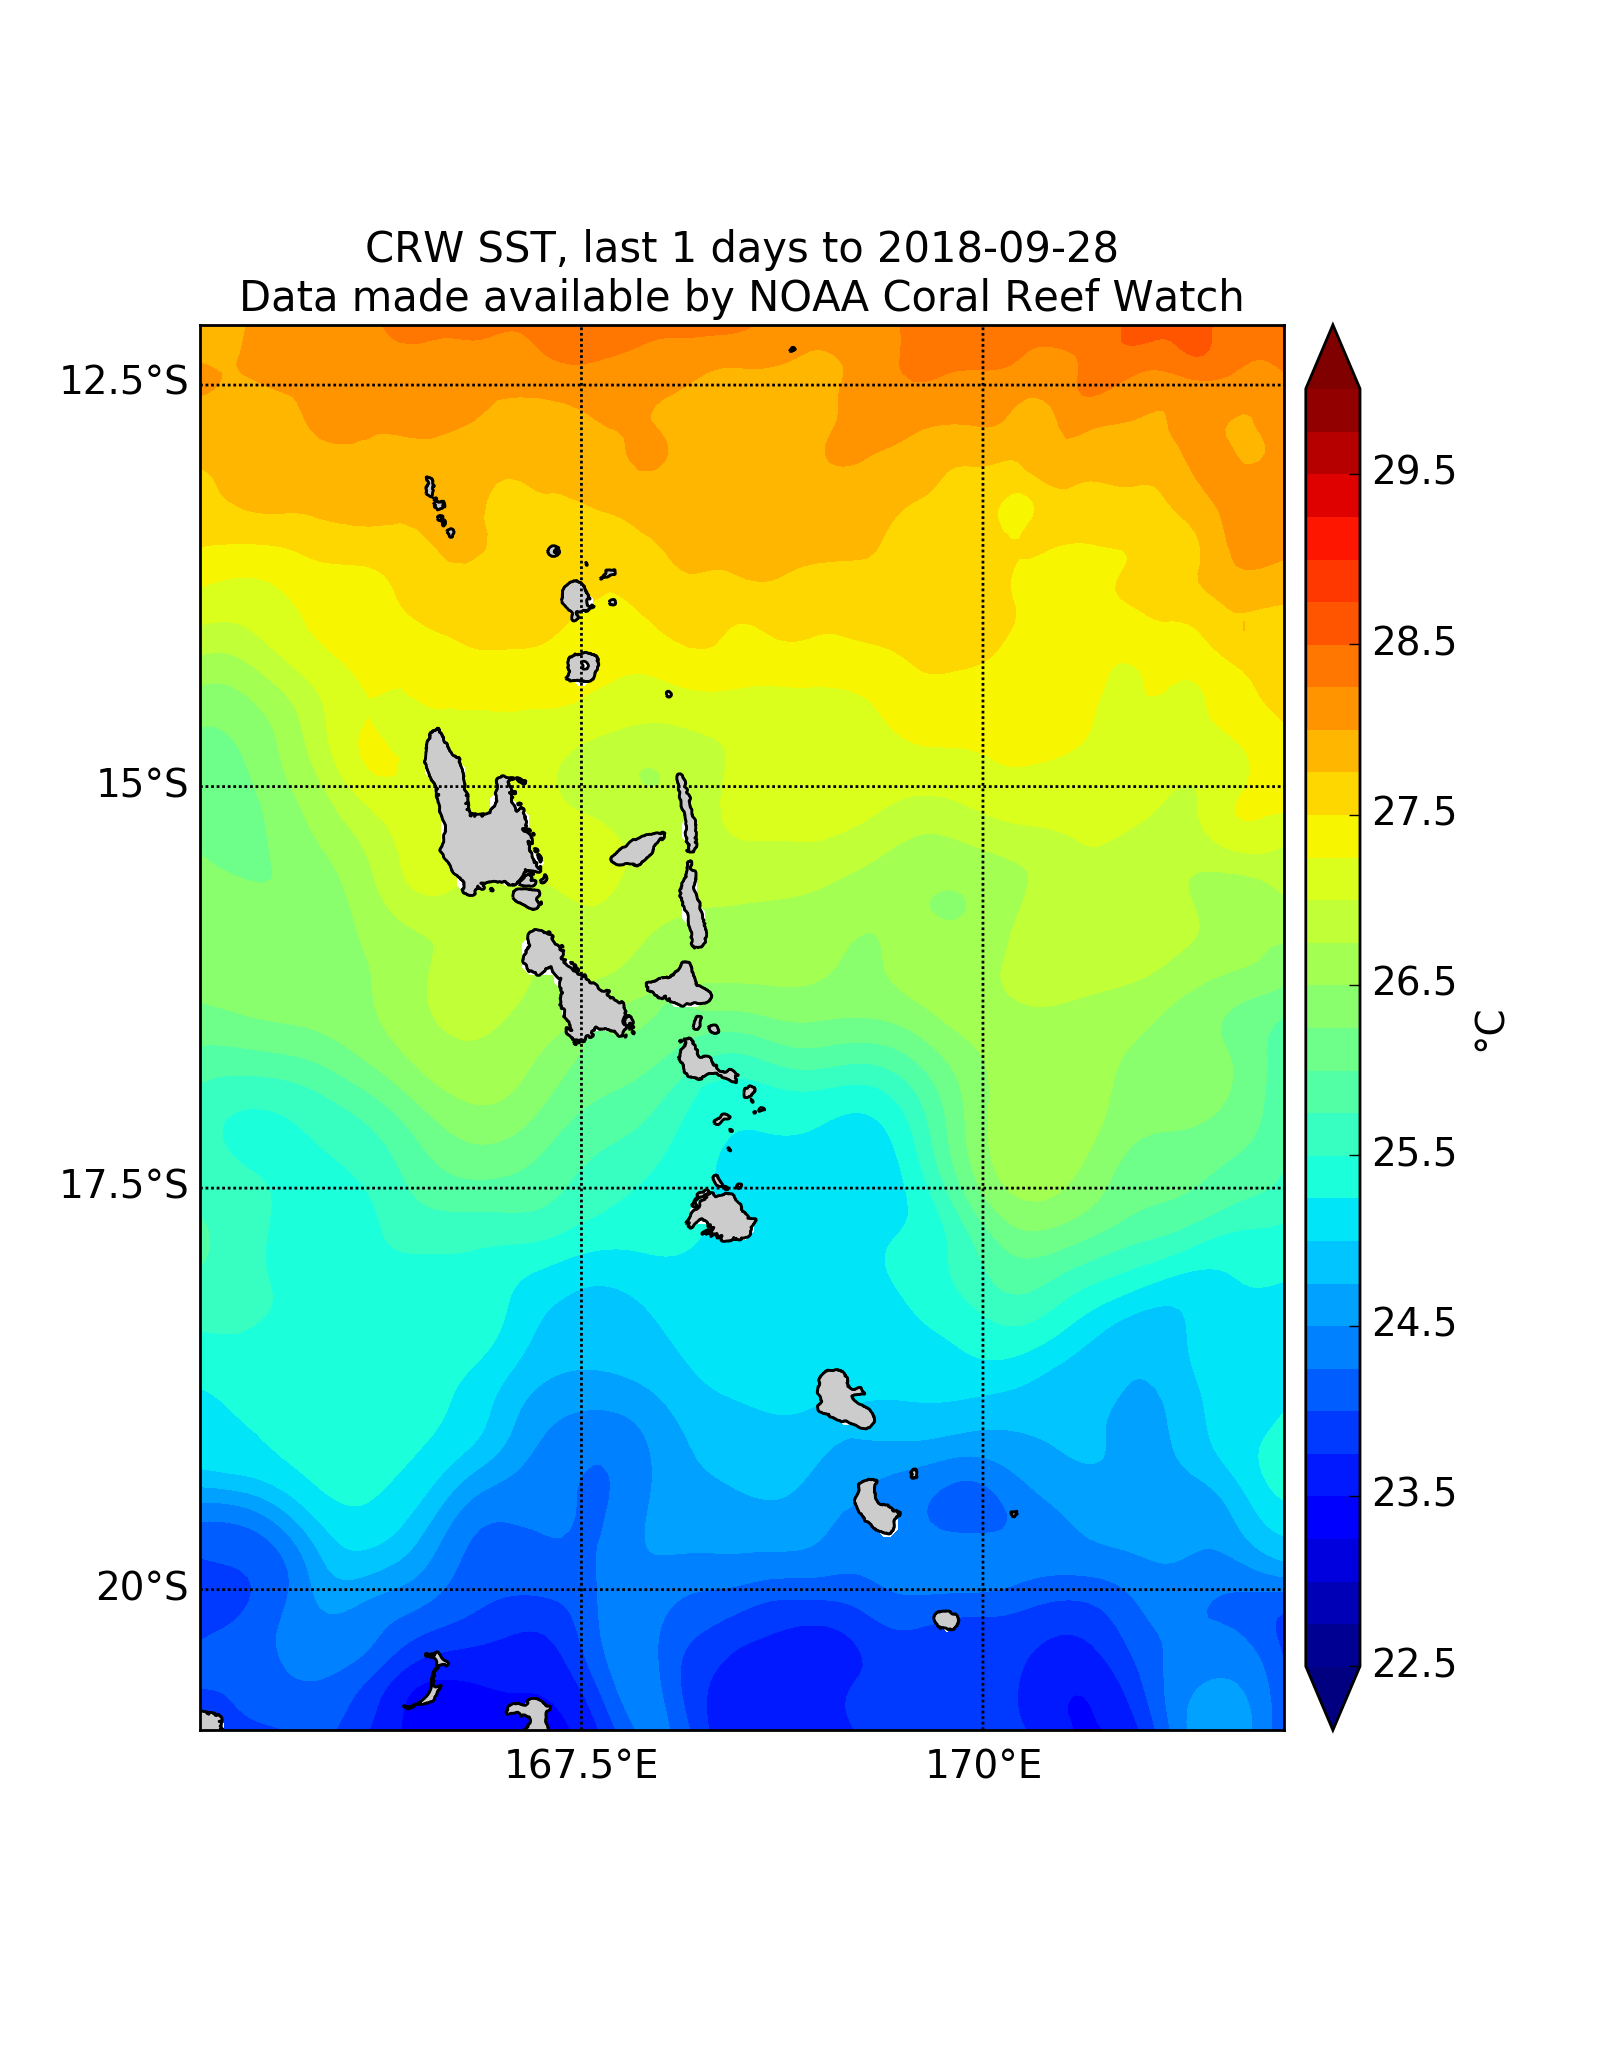 CRW SST, last 1 days to 2018-09-28
Data made available by NOAA Coral Reef Watch
12.5°S
15°S
17.5°S
20°S
167.5°E
170°E
29.5
28.5
27.5
26.5
25.5
24.5
23.5
22.5
°C